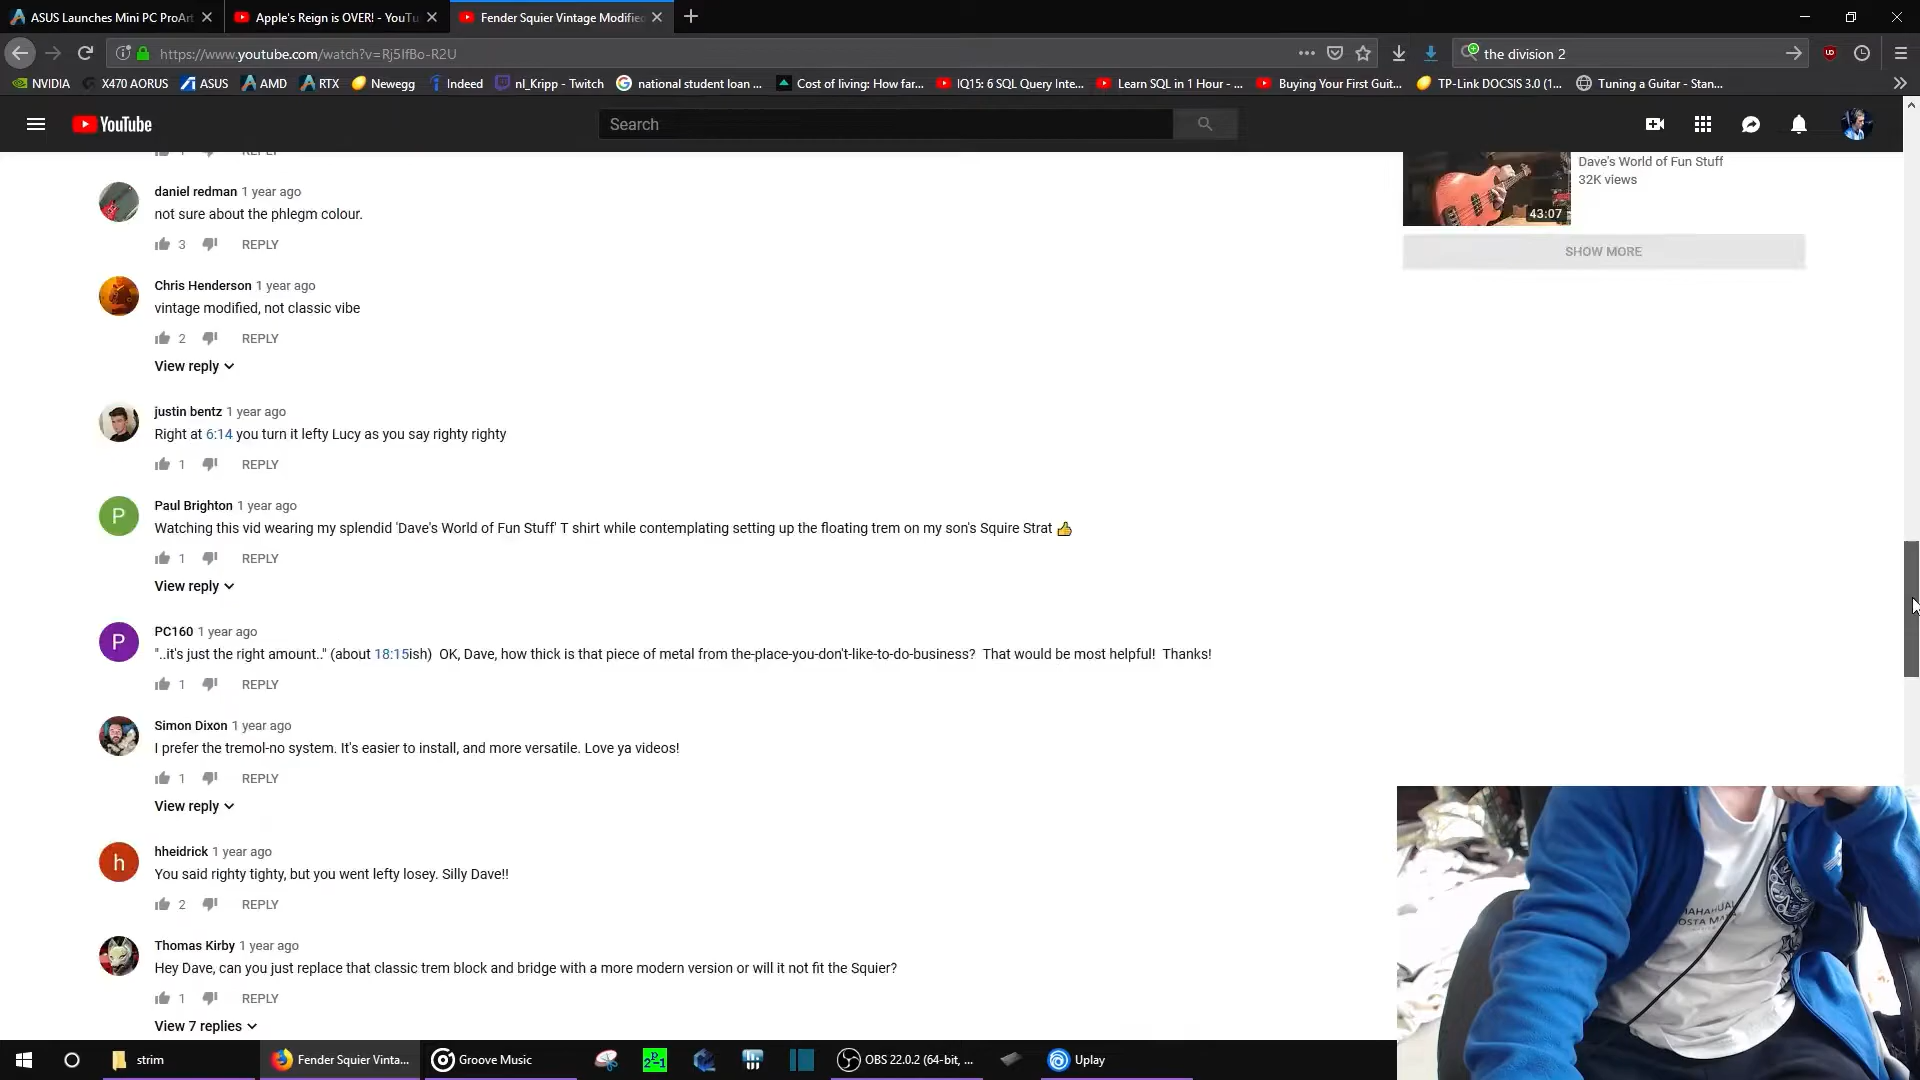 ASUS Launches Mini PC ProArt
Apple's Reign is OVER! - YouTu
Fender Squier Vintage Modified
https://www.youtube.com/watch?v=Rj5IfBo-R2U
the division 2
NVIDIA
X470 AORUS
ASUS
AMD
RTX
Newegg
Indeed
nl_Kripp - Twitch
national student loan ...
Cost of living: How far...
IQ15: 6 SQL Query Inte...
Learn SQL in 1 Hour - ...
Buying Your First Guit...
TP-Link DOCSIS 3.0 (1...
Tuning a Guitar - Stan...
YouTube
Search
Dave's World of Fun Stuff
32K views
43:07
SHOW MORE
REPLY
daniel redman 1 year ago
not sure about the phlegm colour.
3 REPLY
Chris Henderson 1 year ago
vintage modified, not classic vibe
2 REPLY
View reply
justin bentz 1 year ago
Right at 6:14 you turn it lefty Lucy as you say righty righty
1 REPLY
P
Paul Brighton 1 year ago
Watching this vid wearing my splendid 'Dave's World of Fun Stuff' T shirt while contemplating setting up the floating trem on my son's Squire Strat 👍
1 REPLY
View reply
P
PC160 1 year ago
"..it's just the right amount.." (about 18:15ish)  OK, Dave, how thick is that piece of metal from the-place-you-don't-like-to-do-business?  That would be most helpful!  Thanks!
1 REPLY
Simon Dixon 1 year ago
I prefer the tremol-no system. It's easier to install, and more versatile. Love ya videos!
1 REPLY
View reply
h
hheidrick 1 year ago
You said righty tighty, but you went lefty losey. Silly Dave!!
2 REPLY
Thomas Kirby 1 year ago
Hey Dave, can you just replace that classic trem block and bridge with a more modern version or will it not fit the Squier?
1 REPLY
View 7 replies
strim
Fender Squier Vinta...
Groove Music
OBS 22.0.2 (64-bit, ...
Uplay